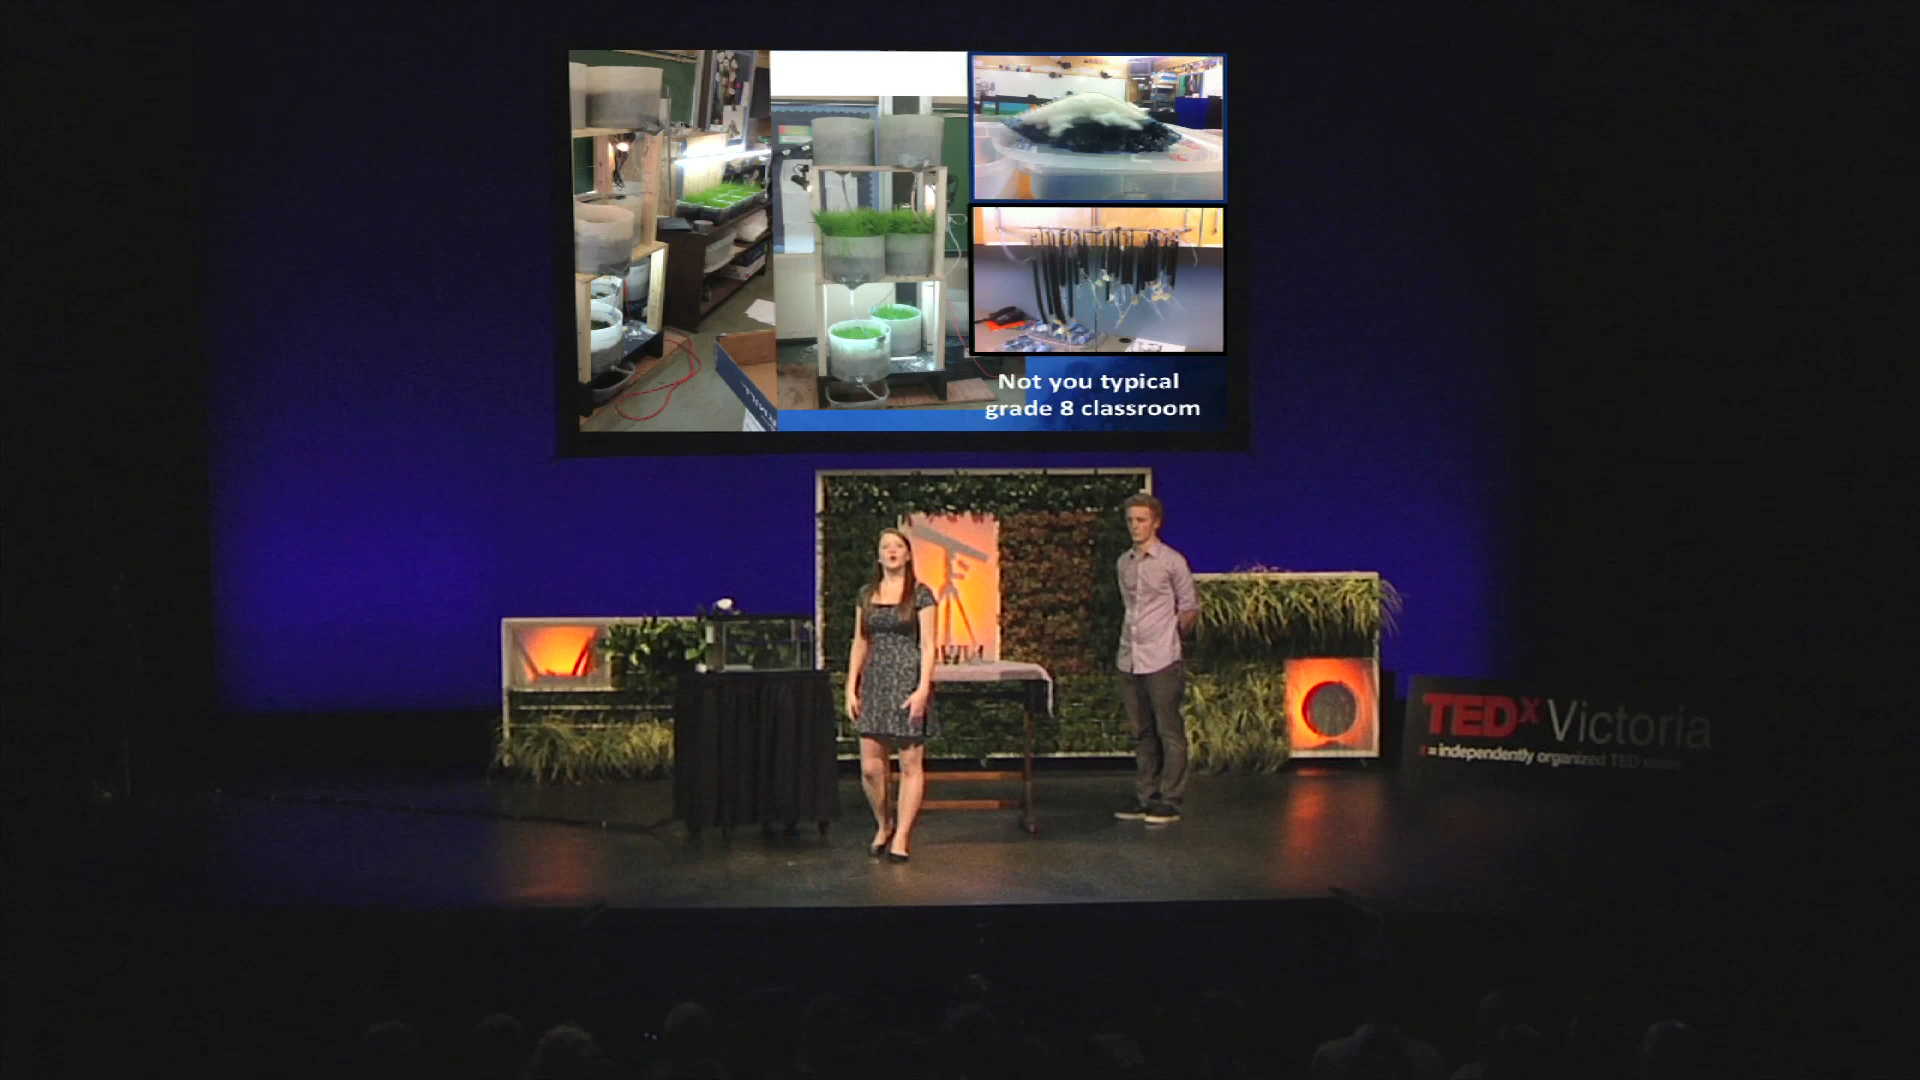 Not you typical
grade 8 classroom
TEDx Victoria
x = independently organized TED event